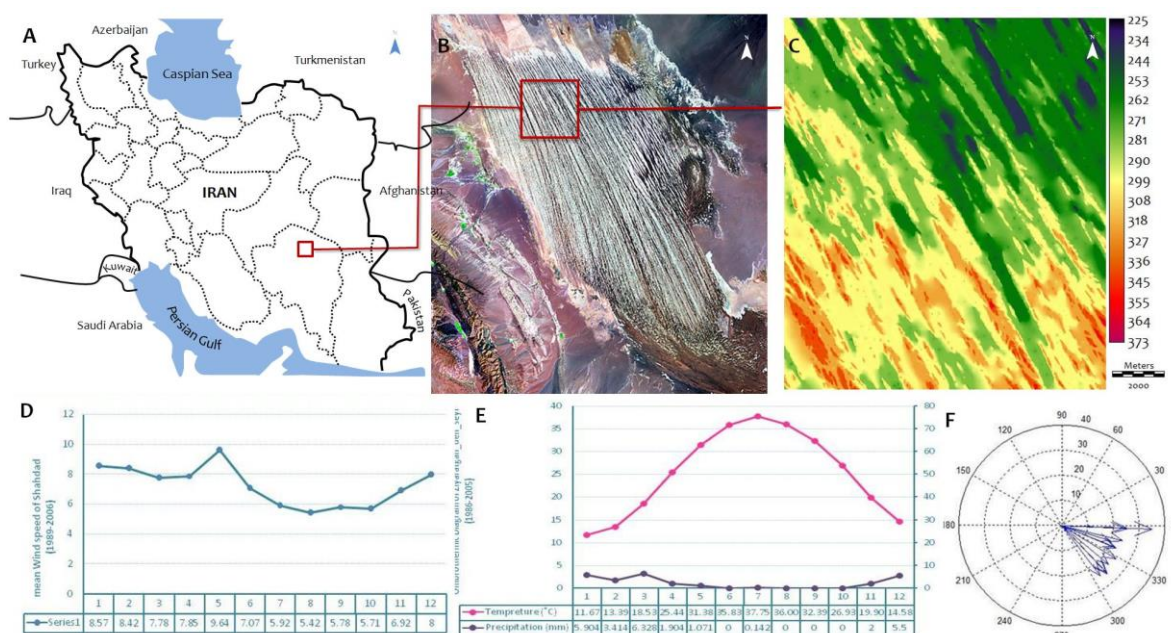 A
Azerbaijan
Turkey
Caspian Sea
Turkmenistan
IRAN
Iraq
Afghanistan
Kuwait
Saudi Arabia
Persian Gulf
Pakistan
B
N
C
N
225
234
244
253
262
271
281
290
299
308
318
327
336
345
355
364
373
Meters
2000
D
mean Wind speed of Shahdad
(1989-2006)
12
10
8
6
4
2
0
1 2 3 4 5 6 7 8 9 10 11 12
Series1 8.57 8.42 7.78 7.85 9.64 7.07 5.92 5.42 5.78 5.71 6.92 8
E
(1986-2005)
40
35
30
25
20
15
10
5
0
80
70
60
50
40
30
20
10
0
1 2 3 4 5 6 7 8 9 10 11 12
Tempreture (°C) 11.67 13.39 18.53 25.44 31.38 35.83 37.75 36.00 32.39 26.93 19.90 14.58
Precipitation (mm) 5.904 3.414 6.328 1.904 1.071 0 0.142 0 0 0 2 5.5
F
90
120 60
150 300
180
210 330
240 300
270
40
30
20
10